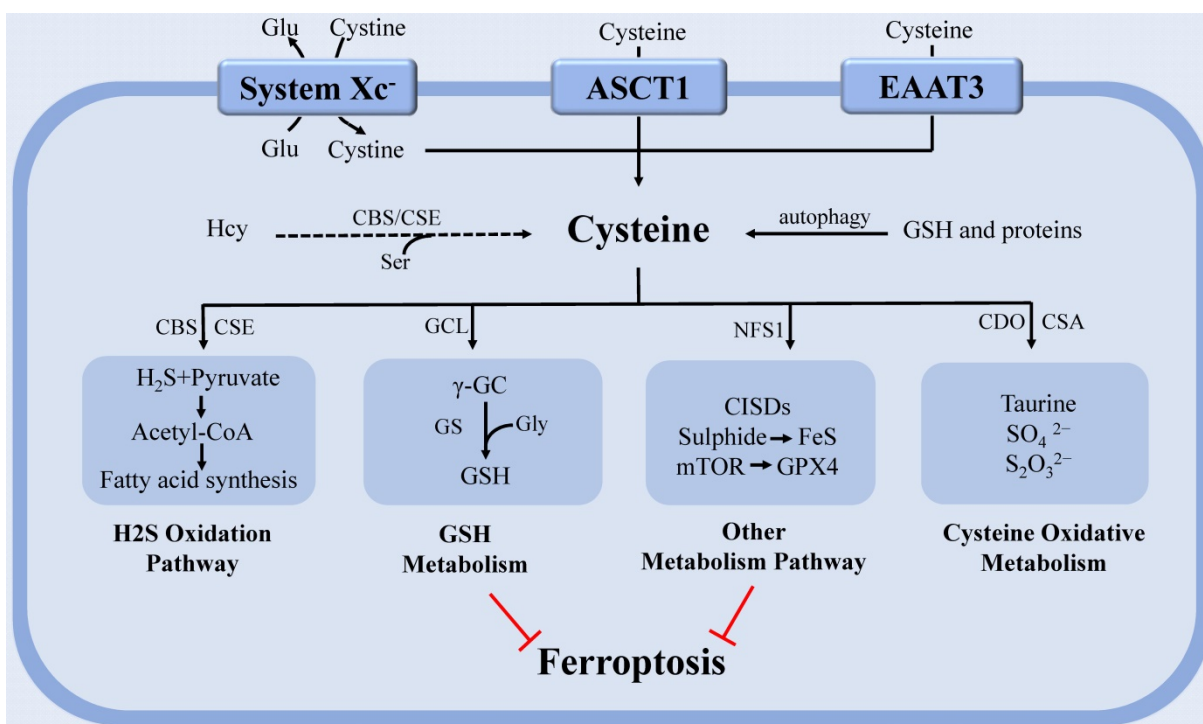 Glu Cystine Cysteine Cysteine
System Xc⁻ ASCT1 EAAT3
Glu Cystine
Hcy CBS/CSE Cysteine autophagy GSH and proteins
Ser
CBS CSE GCL NFS1 CDO CSA
H₂S+Pyruvate
Acetyl-CoA
Fatty acid synthesis
H2S Oxidation
Pathway
γ-GC
GS Gly
GSH
GSH
Metabolism
CISDs
Sulphide FeS
mTOR GPX4
Other
Metabolism Pathway
Taurine
SO₄ ²⁻
S₂O₃²⁻
Cysteine Oxidative
Metabolism
Ferroptosis